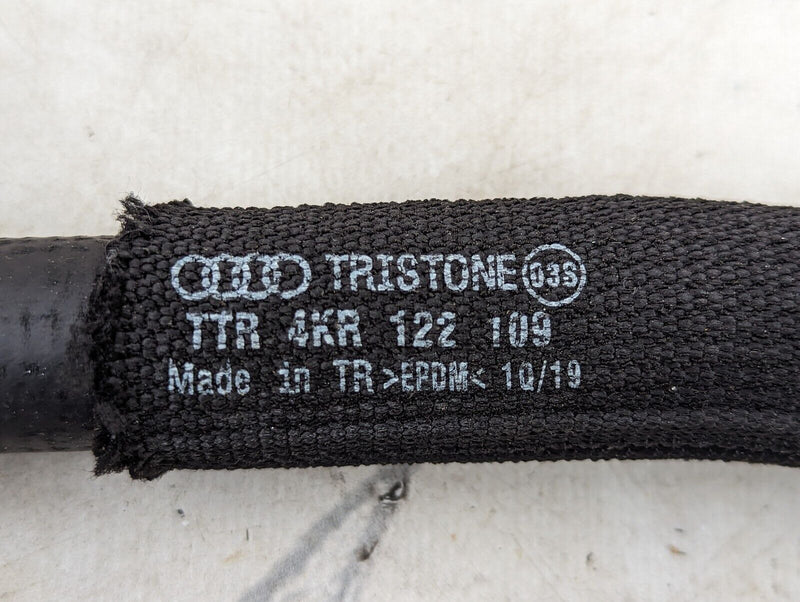 TRISTONE 03S
TTR 4KR 122 109
Made in TR >EPDM< 10/19